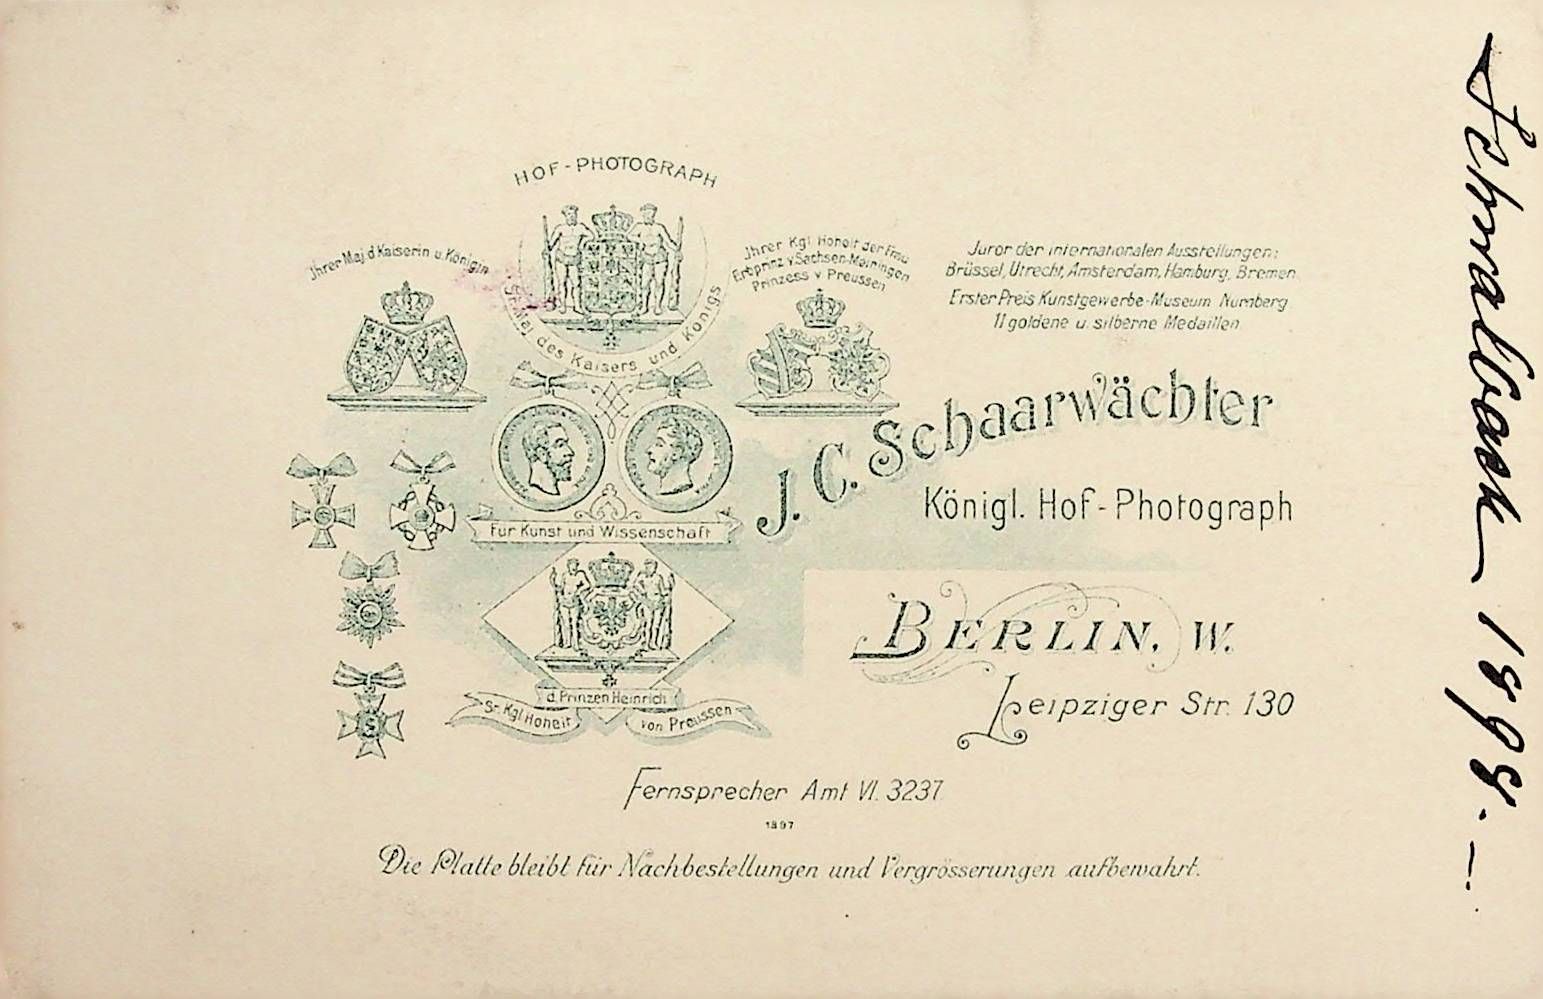 HOF-PHOTOGRAPH
Sr. Maj. des Kaisers und Königs
Jhrer Maj. d. Kaiserin u. Königin
Jhrer Kgl Hoheit der Frau
Erbprinz v. Sachsen-Meiningen
Prinzess v. Preussen
Juror der internationalen Ausstellungen:
Brüssel, Utrecht, Amsterdam, Hamburg, Bremen.
Erster Preis Kunstgewerbe-Museum Nürnberg
11 goldene u. silberne Medaillen
J. C. Schaarwächter
Königl. Hof-Photograph
Für Kunst und Wissenschaft
BERLIN, W.
Leipziger Str. 130
Sr. Kgl Hoheit
d. Prinzen Heinrich
von Preussen
Fernsprecher Amt VI. 3237
1897
Die Platte bleibt für Nachbestellungen und Vergrösserungen aufbewahrt.
1899. —